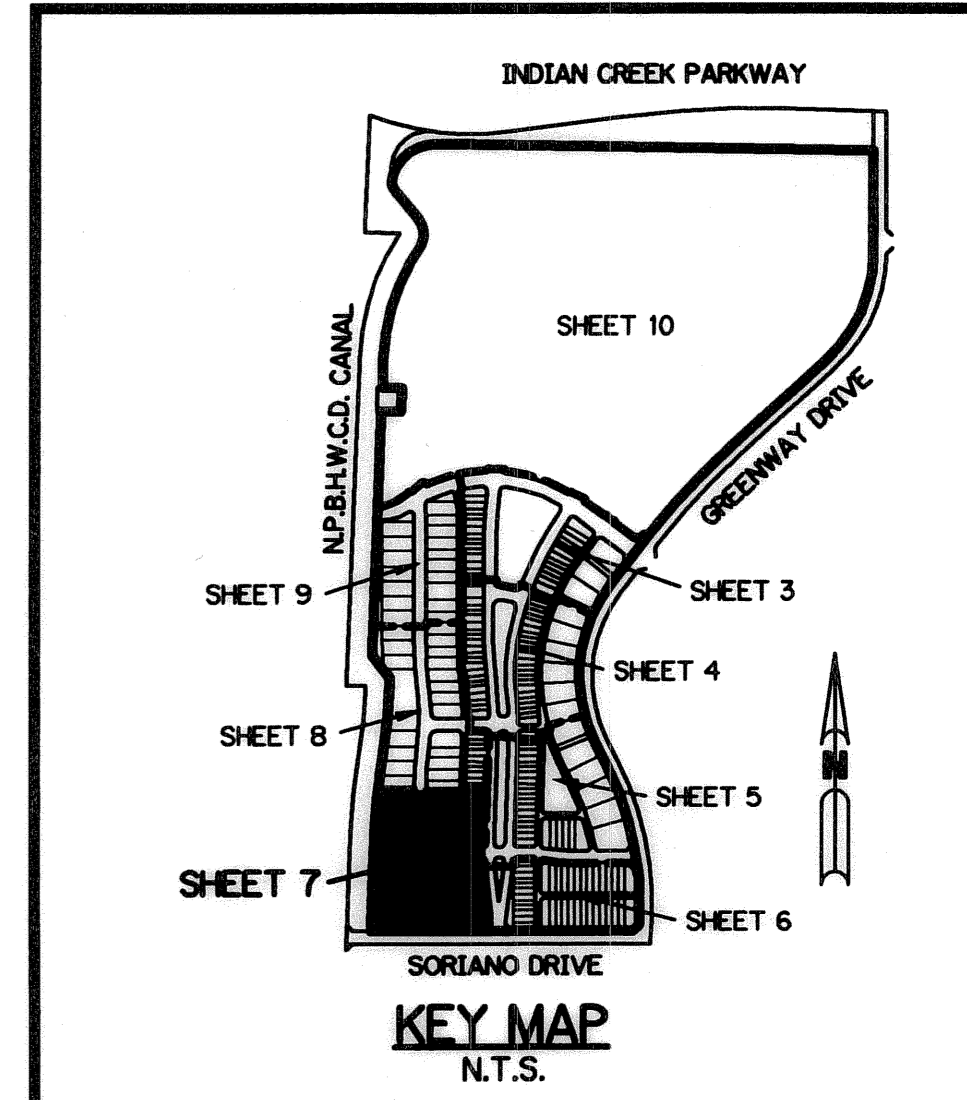 INDIAN CREEK PARKWAY
SHEET 10
N.P.B.H.W.C.D. CANAL
GREENWAY DRIVE
SHEET 9
SHEET 3
SHEET 4
SHEET 8
N
SHEET 5
SHEET 7
SHEET 6
SORIANO DRIVE
KEY MAP
N.T.S.